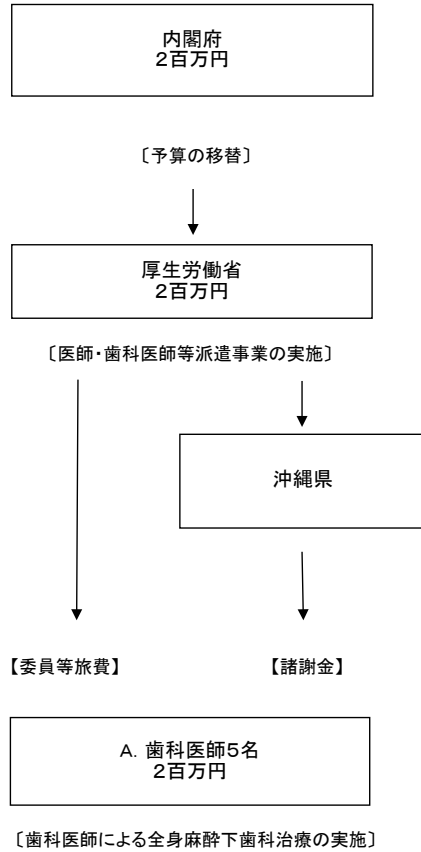 内閣府
２百万円
〔予算の移替〕
厚生労働省
２百万円
〔医師・歯科医師等派遣事業の実施〕
沖縄県
【委員等旅費】
【諸謝金】
A．歯科医師５名
２百万円
〔歯科医師による全身麻酔下歯科治療の実施〕